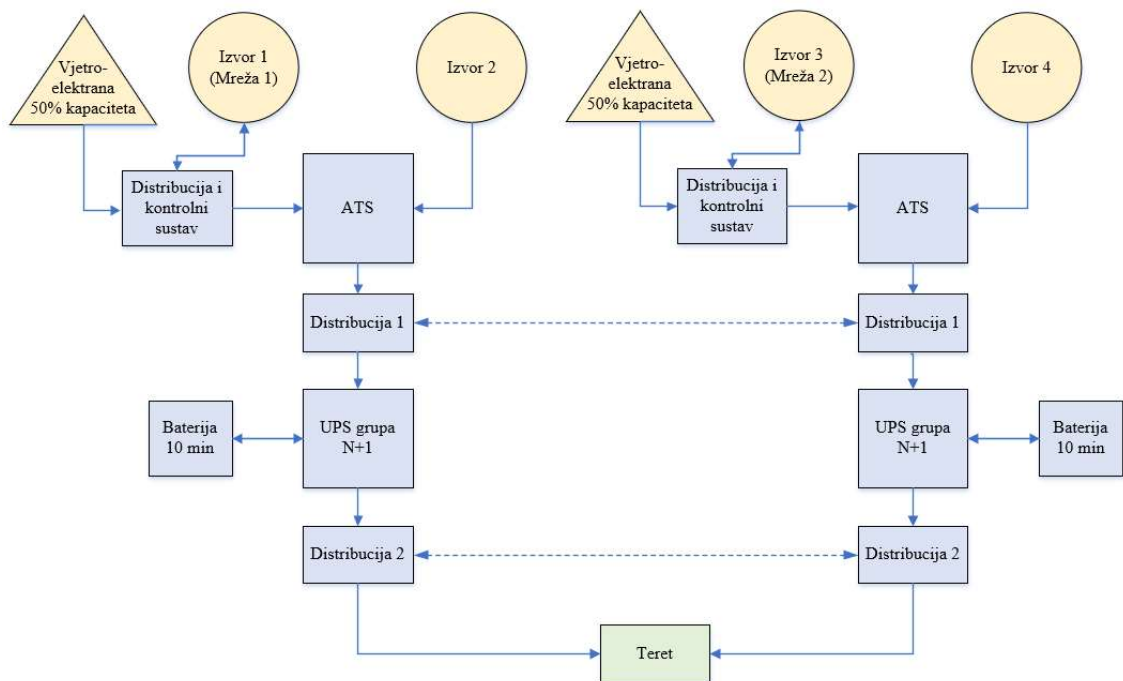 Vjetro-
elektrana
50% kapaciteta
Izvor 1
(Mreža 1)
Izvor 2
Vjetro-
elektrana
50% kapaciteta
Izvor 3
(Mreža 2)
Izvor 4
Distribucija i
kontrolni
sustav
ATS
Distribucija i
kontrolni
sustav
ATS
Distribucija 1
Distribucija 1
Baterija
10 min
UPS grupa
N+1
UPS grupa
N+1
Baterija
10 min
Distribucija 2
Distribucija 2
Teret